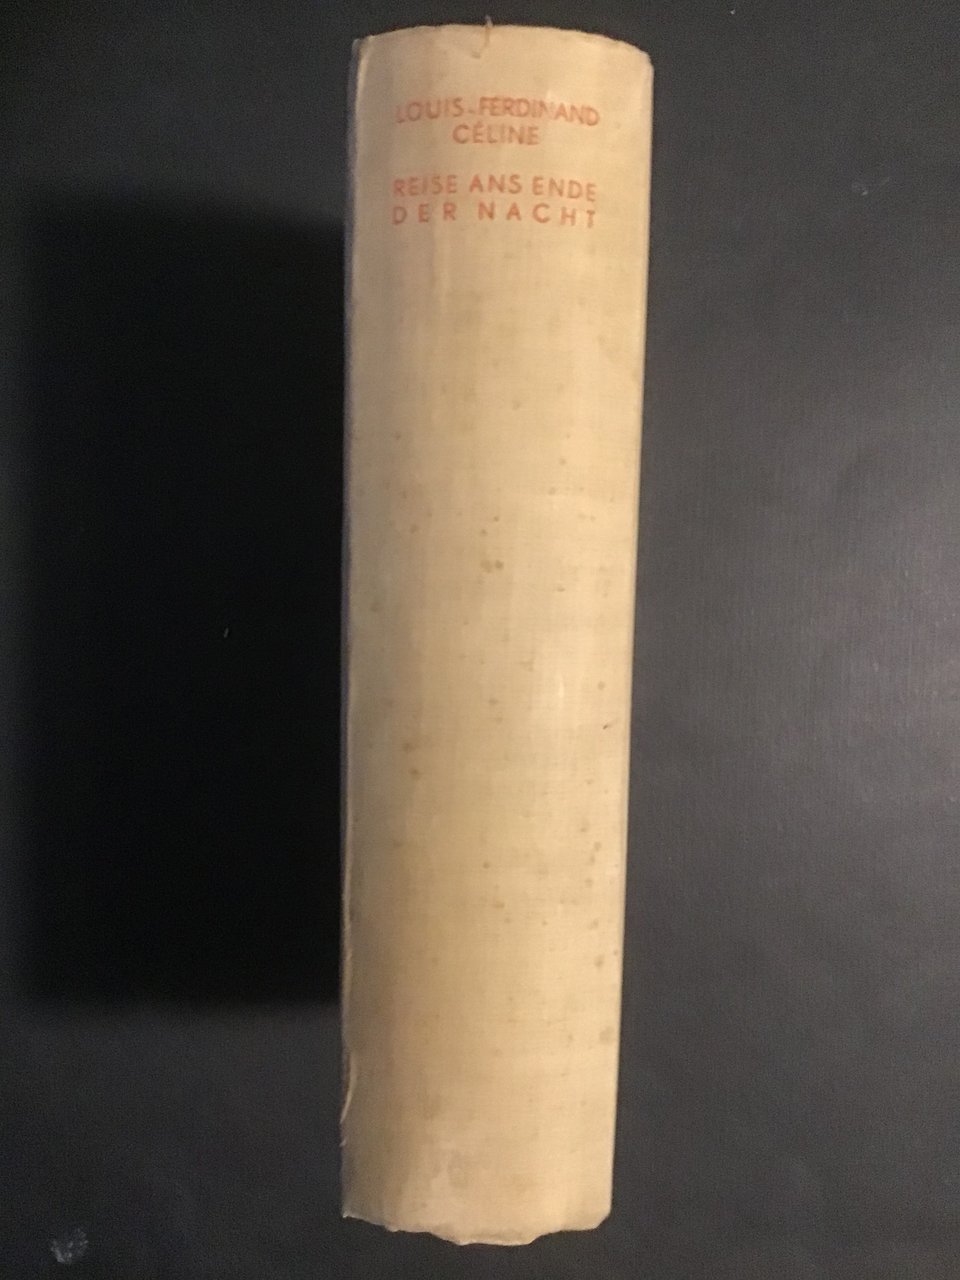 LOUIS-FERDINAND
CÉLINE
REISE ANS ENDE
DER NACHT